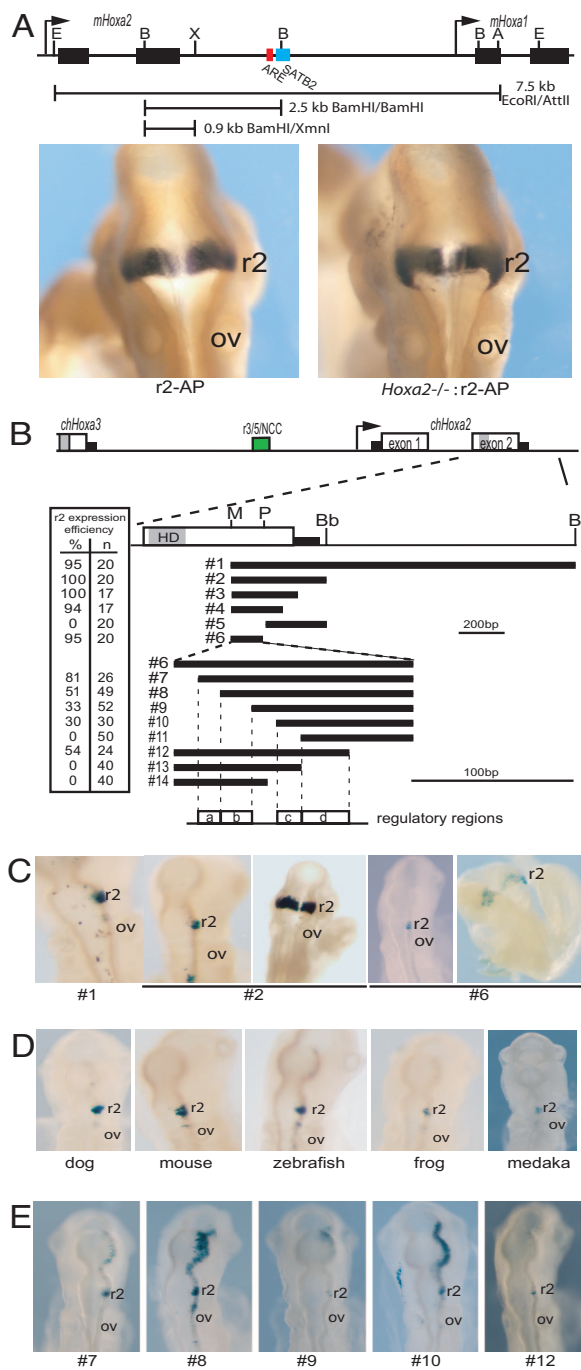 A
mHoxa2
mHoxa1
E B X B B A E
ARE
SATB2
7.5 kb
EcoRI/AttII
2.5 kb BamHI/BamHI
0.9 kb BamHI/XmnI
r2
ov
r2
ov
r2-AP
Hoxa2-/- : r2-AP
B
chHoxa3
r3/5/NCC
chHoxa2
exon 1
exon 2
r2 expression
efficiency
% n
95 20
100 20
100 17
94 17
0 20
95 20
81 26
51 49
33 52
30 30
0 50
54 24
0 40
0 40
HD
M P Bb B
#1
#2
#3
#4
#5
#6
200bp
#6
#7
#8
#9
#10
#11
#12
#13
#14
100bp
a b c d regulatory regions
C
r2
ov
r2
ov
r2
ov
r2
ov
r2
#1 #2 #6
D
r2
ov
r2
ov
r2
ov
r2
ov
r2
ov
dog mouse zebrafish frog medaka
E
r2
ov
r2
ov
r2
ov
r2
ov
r2
ov
#7 #8 #9 #10 #12